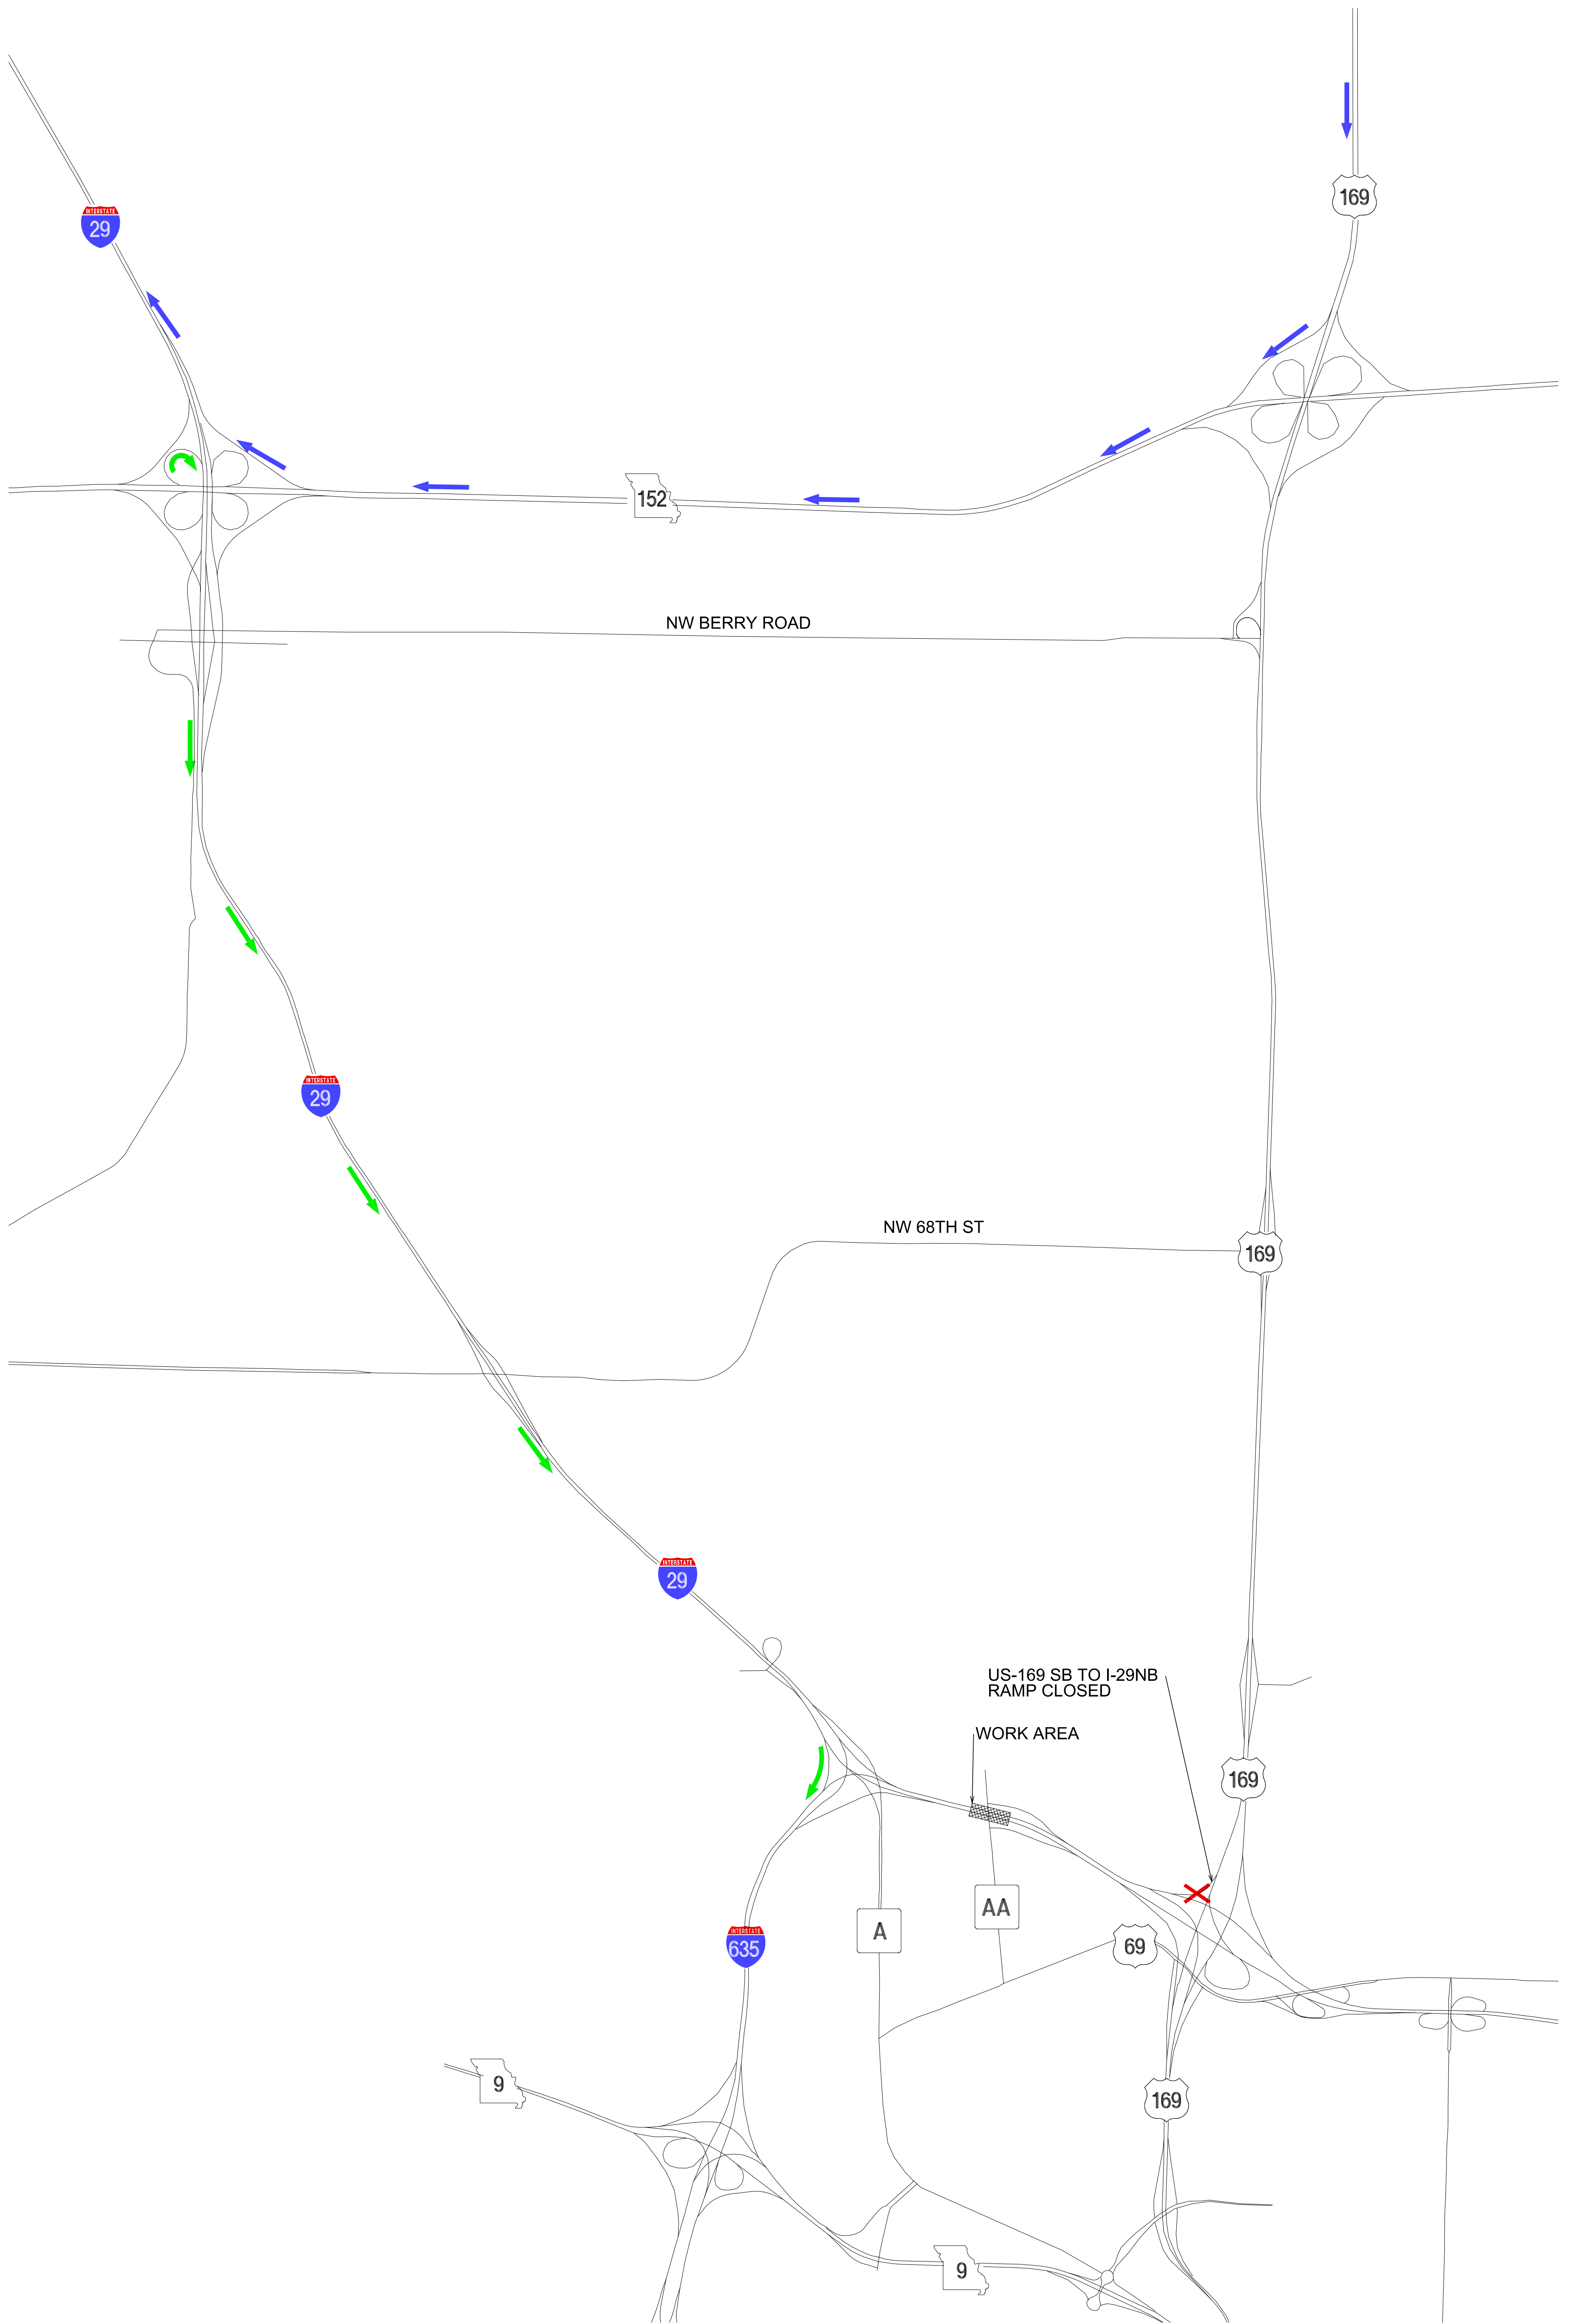 169
INTERSTATE
29
152
NW BERRY ROAD
INTERSTATE
29
NW 68TH ST
169
INTERSTATE
29
US-169 SB TO I-29NB
RAMP CLOSED
WORK AREA
169
AA
A
INTERSTATE
635
69
9
169
9